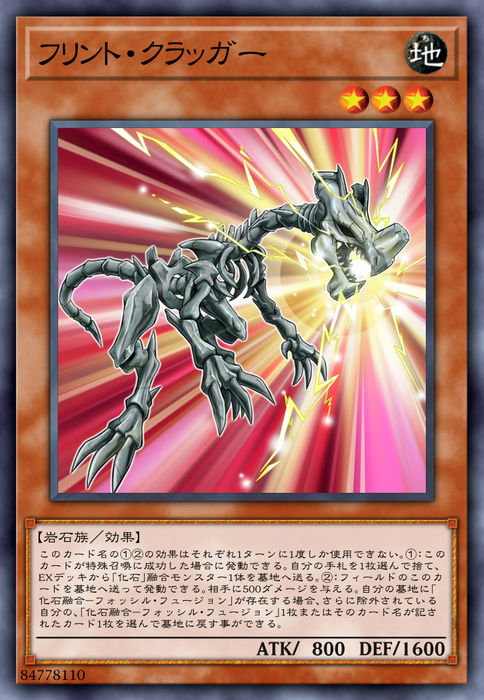 フリント・クラッガー
ち
地
【岩石族／効果】
このカード名の①②の効果はそれぞれ1ターンに1度しか使用できない。①:この
カードが特殊召喚に成功した場合に発動できる。自分の手札を1枚選んで捨て、
EXデッキから「化石」融合モンスター1体を墓地へ送る。②:フィールドのこのカー
ドを墓地へ送って発動できる。相手に500ダメージを与える。自分の墓地に「
化石融合－フォッシル・フュージョン」が存在する場合、さらに除外されている
自分の、「化石融合－フォッシル・フュージョン」1枚またはそのカード名が記さ
れたカード1枚を選んで墓地に戻す事ができる。
ATK/ 800 DEF/1600
84778110